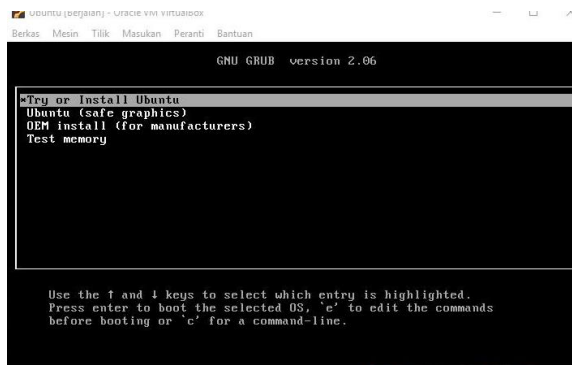 Ubuntu [Berjalan] - Oracle VM VirtualBox
Berkas Mesin Tilik Masukan Peranti Bantuan
GNU GRUB version 2.06
*Try or Install Ubuntu
Ubuntu (safe graphics)
OEM install (for manufacturers)
Test memory
Use the ↑ and ↓ keys to select which entry is highlighted.
Press enter to boot the selected OS, `e' to edit the commands
before booting or `c' for a command-line.